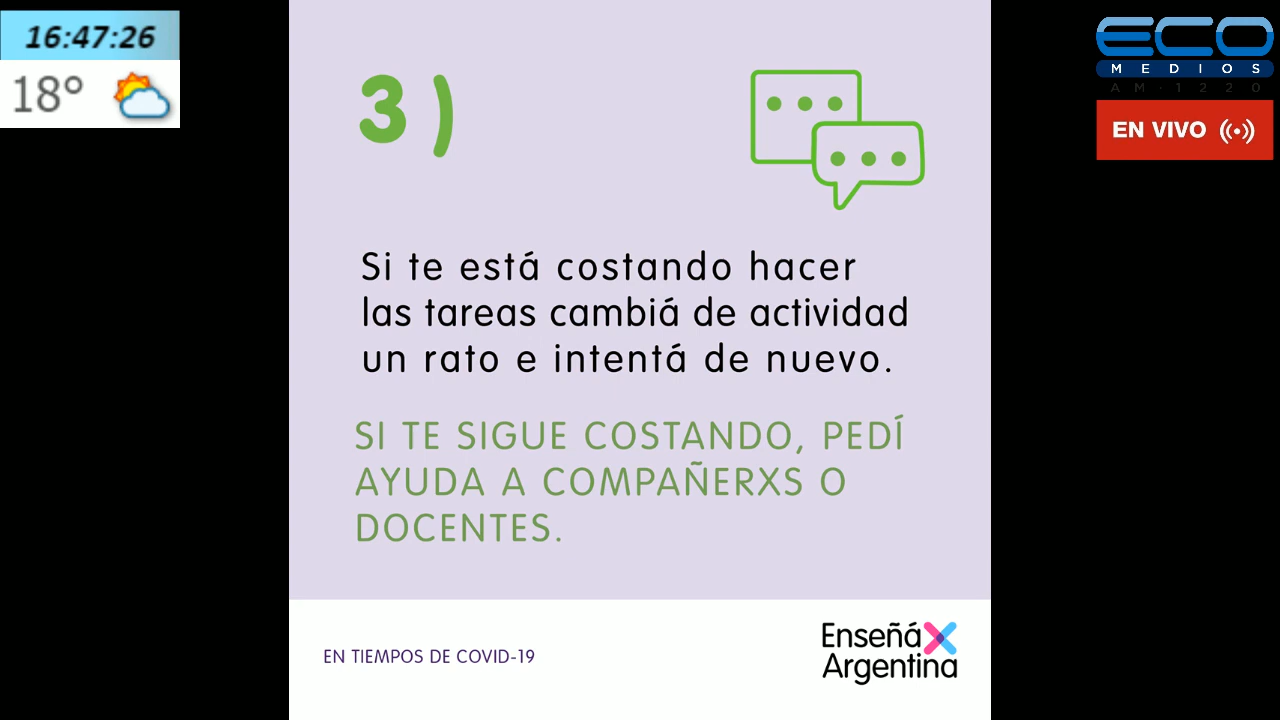 16:47:26
18°
ECO
MEDIOS
AM·1220
EN VIVO
3)
Si te está costando hacer
las tareas cambiá de actividad
un rato e intentá de nuevo.
SI TE SIGUE COSTANDO, PEDÍ
AYUDA A COMPAÑERXS O
DOCENTES.
EN TIEMPOS DE COVID-19
Enseñá
Argentina